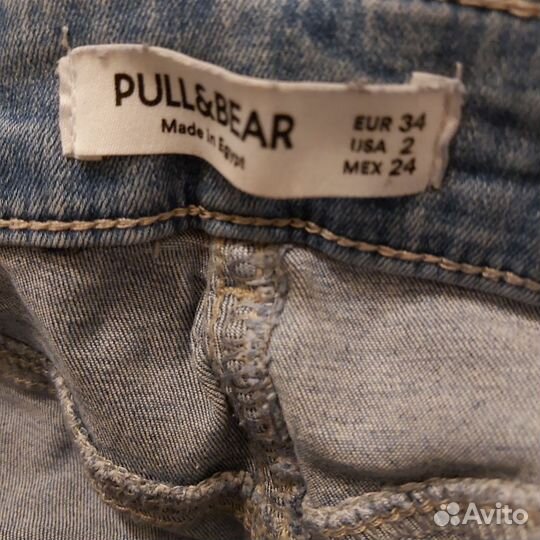 PULL&BEAR
Made in Egypt
EUR 34
USA 2
MEX 24
Avito